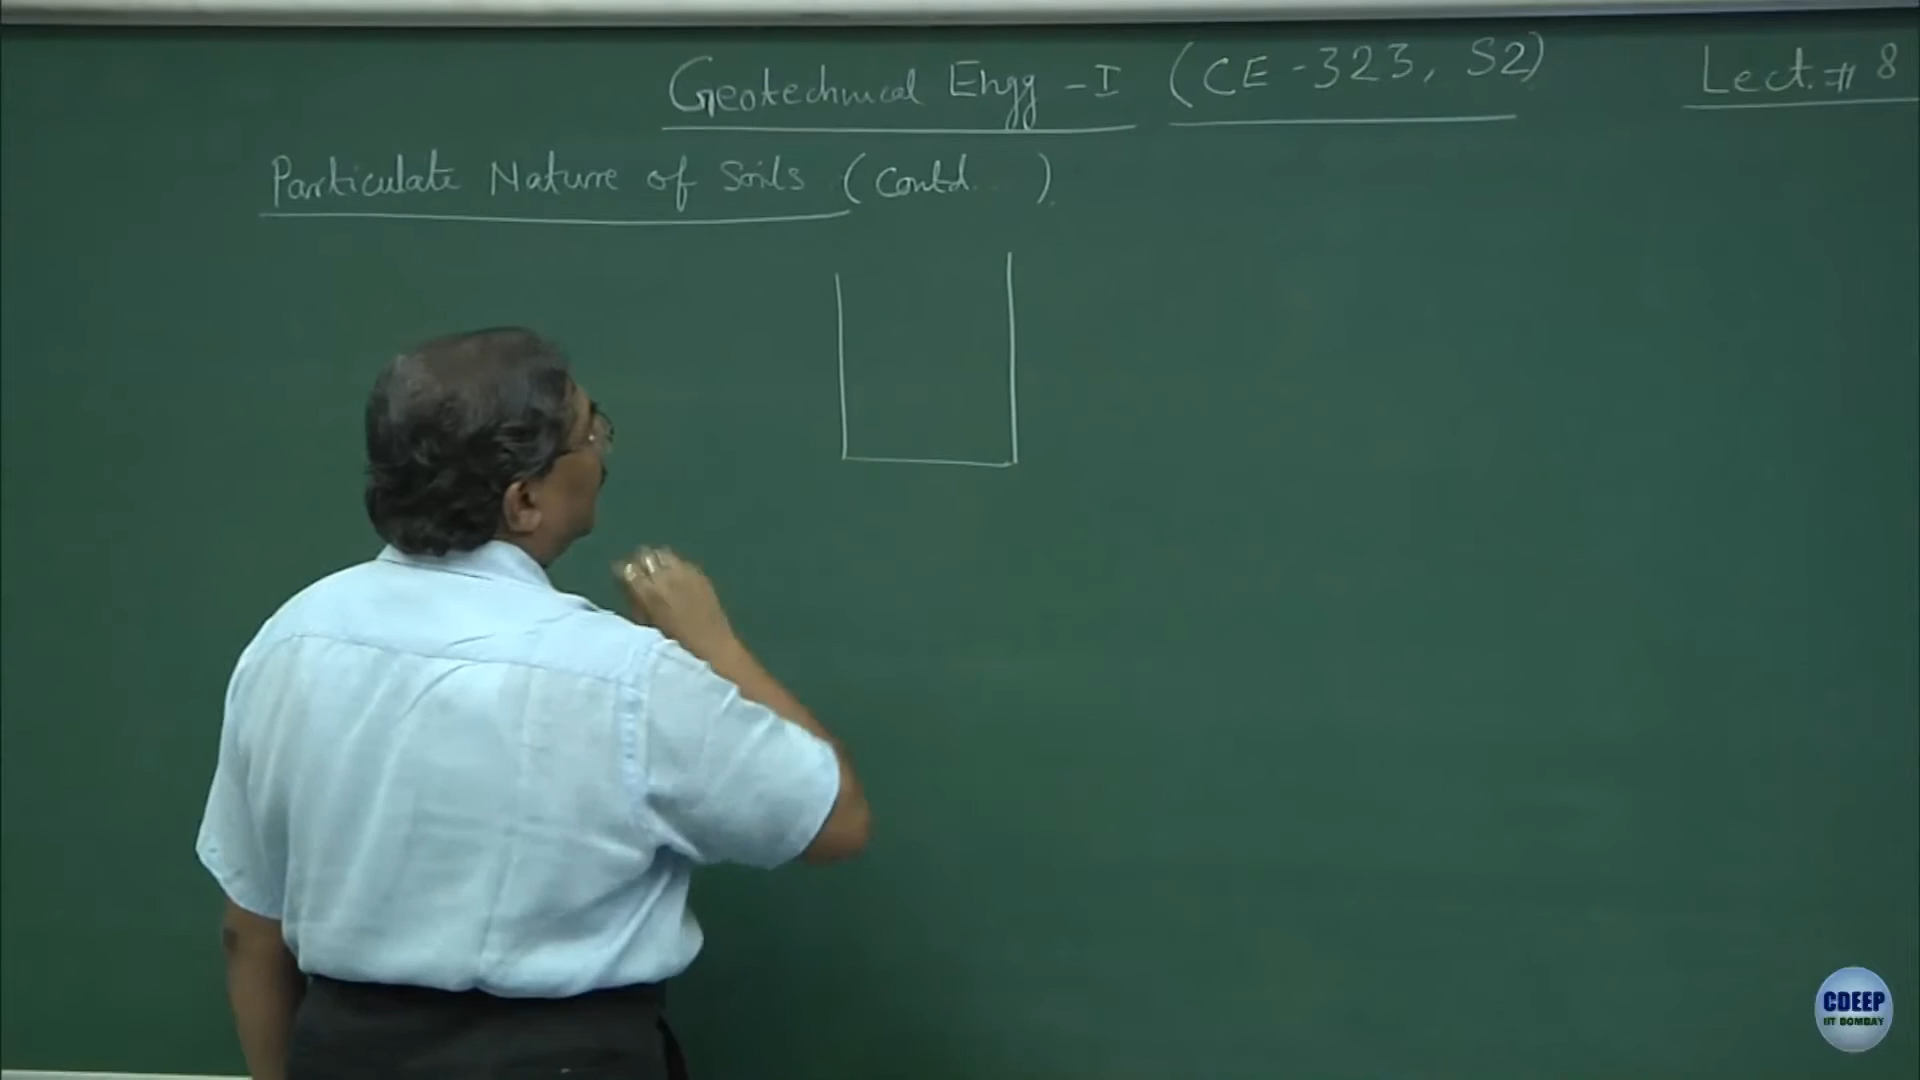 Geotechnical Engg - I (CE - 323, S2) Lect. # 8
Particulate Nature of Soils (Contd... )
CDEEP
IIT BOMBAY